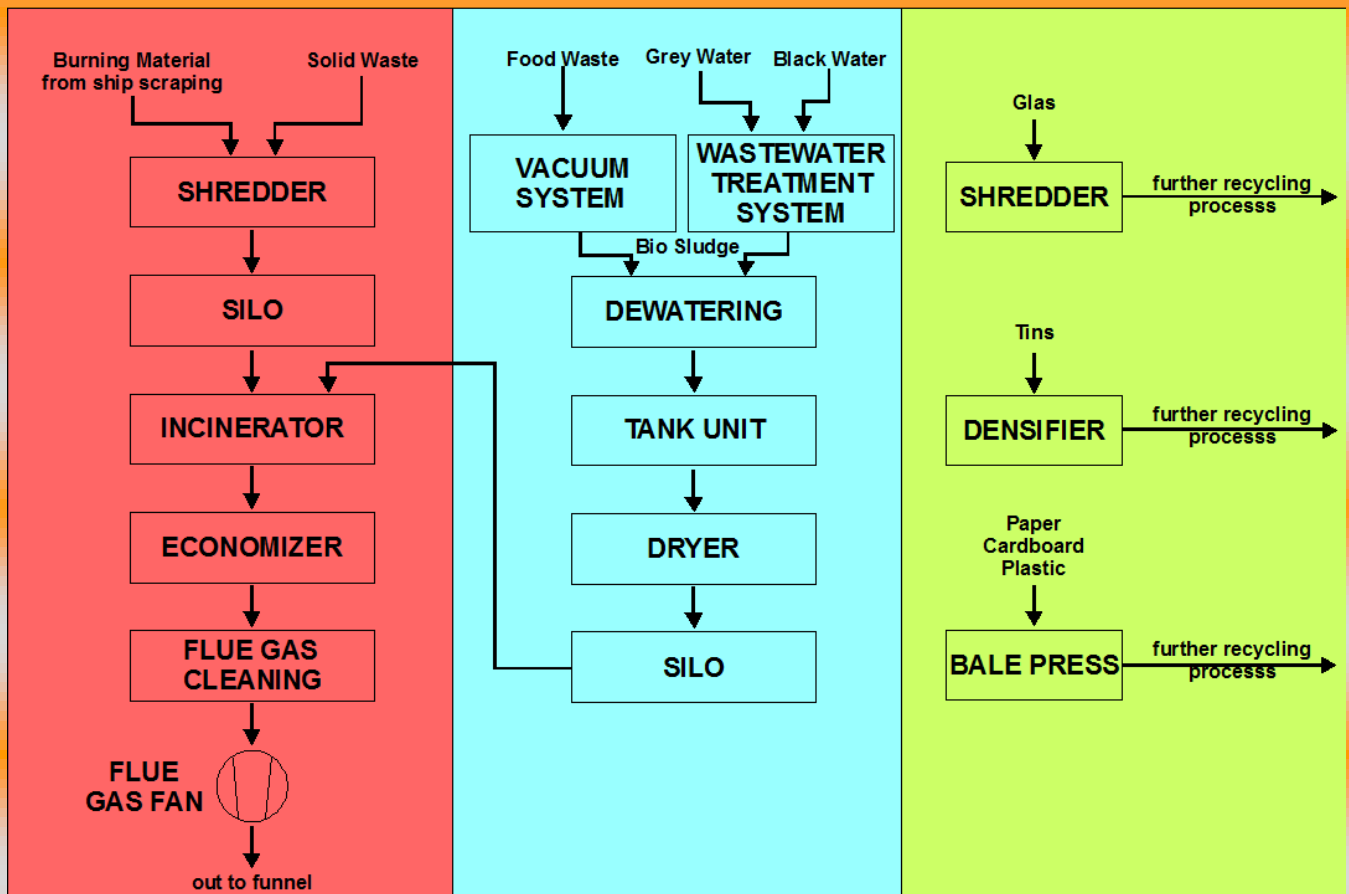 Burning Material
from ship scraping
Solid Waste
SHREDDER
SILO
INCINERATOR
ECONOMIZER
FLUE GAS
CLEANING
FLUE
GAS FAN
out to funnel
Food Waste
Grey Water
Black Water
VACUUM
SYSTEM
WASTEWATER
TREATMENT
SYSTEM
Bio Sludge
DEWATERING
TANK UNIT
DRYER
SILO
Glas
SHREDDER
further recycling
processs
Tins
DENSIFIER
further recycling
processs
Paper
Cardboard
Plastic
BALE PRESS
further recycling
processs